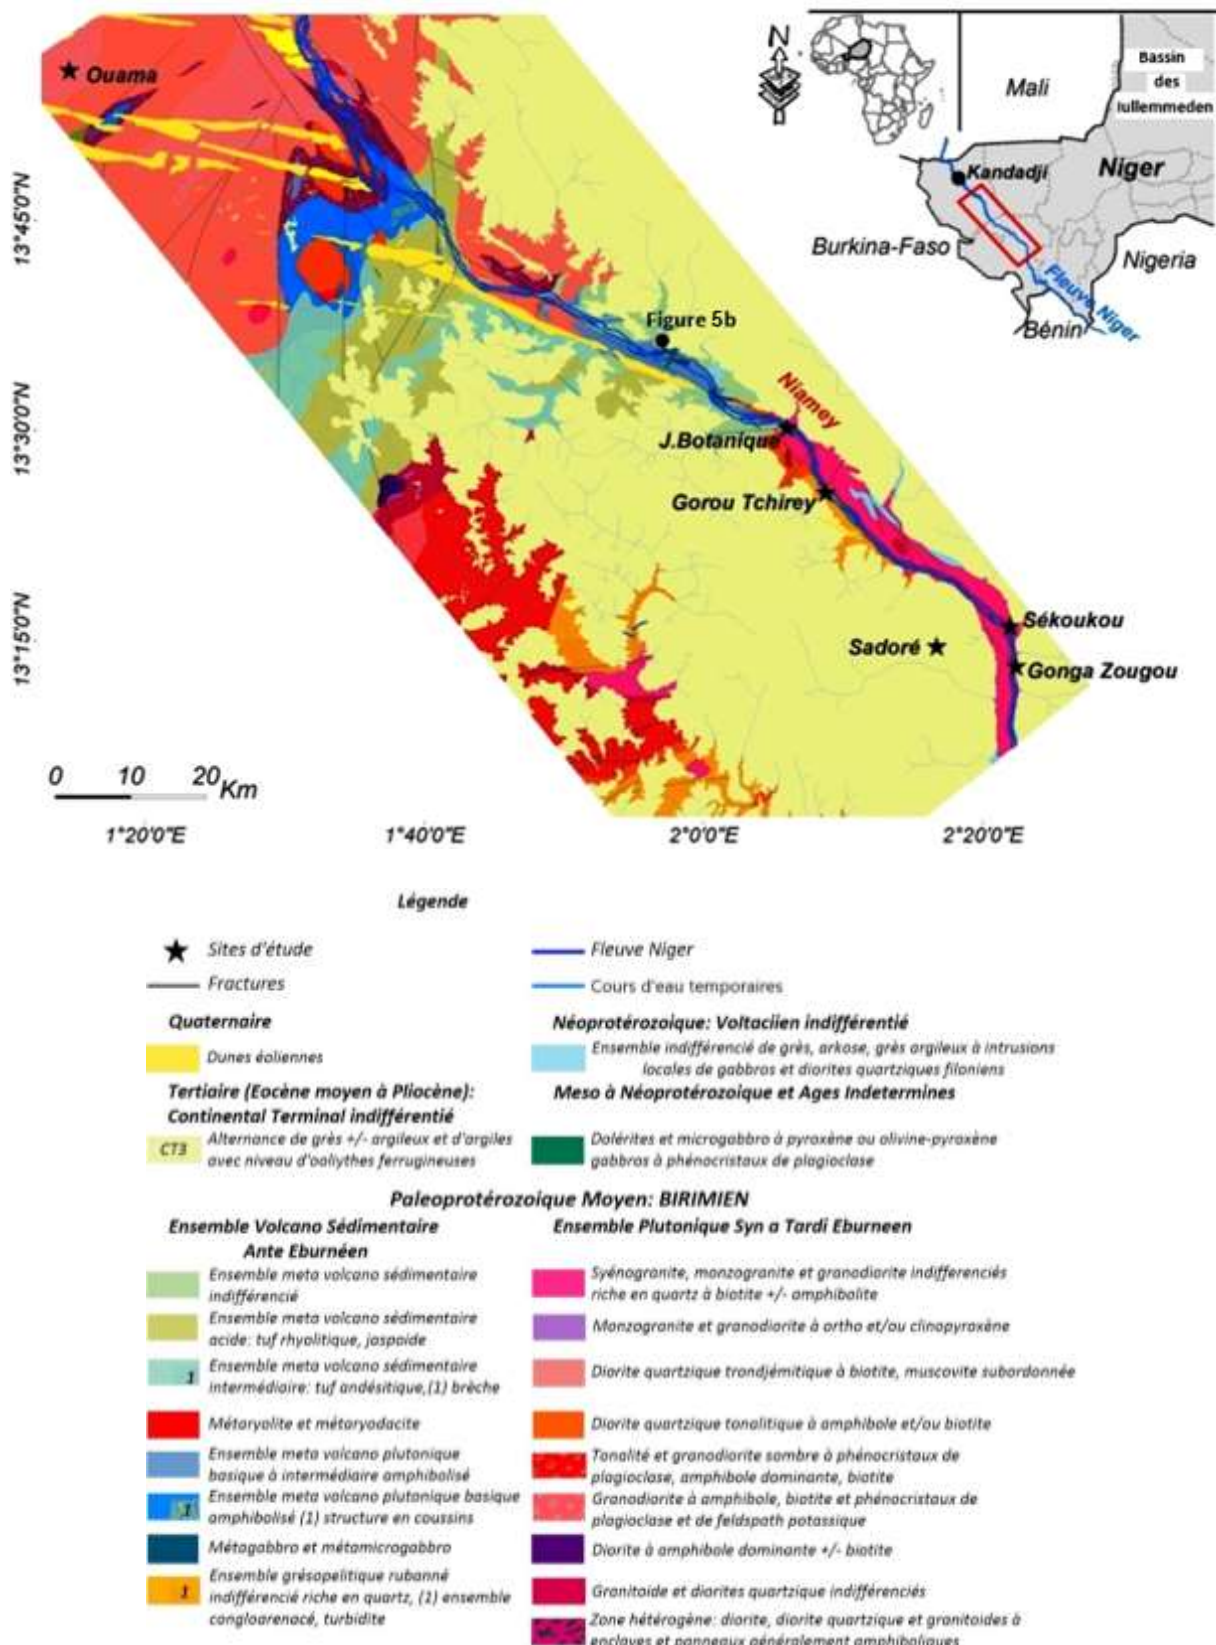 N
Mali
Bassin
des
Iullemmeden
Kandadji
Niger
Burkina-Faso
Nigeria
Fleuve Niger
Bénin
Ouama
Figure 5b
Niamey
J.Botanique
Gorou Tchirey
Sékoukou
Sadoré
Gonga Zougou
13°45'0"N
13°30'0"N
13°15'0"N
0 10 20 Km
1°20'0"E 1°40'0"E 2°0'0"E 2°20'0"E
Légende
Sites d'étude
Fractures
Fleuve Niger
Cours d'eau temporaires
Quaternaire
Dunes éoliennes
Tertiaire (Eocène moyen à Pliocène):
Continental Terminal indifférentié
CT3
Alternance de grès +/- argileux et d'argiles
avec niveau d'ooliythes ferrugineuses
Néoprotérozoique: Voltaciien indifférentié
Ensemble indifférencié de grès, arkose, grès argileux à intrusions
locales de gabbros et diorites quartziques filoniens
Meso à Néoprotérozoique et Ages Indetermines
Dolérites et microgabbro à pyroxène ou olivine-pyroxène
gabbros à phénocristaux de plagioclase
Paleoprotérozoique Moyen: BIRIMIEN
Ensemble Volcano Sédimentaire
Ante Eburnéen
Ensemble meta volcano sédimentaire
indifférencié
Ensemble meta volcano sédimentaire
acide: tuf rhyolitique, jaspoide
1
Ensemble meta volcano sédimentaire
intermédiaire: tuf andésitique,(1) brèche
Métaryolite et métaryodacite
Ensemble meta volcano plutonique
basique à intermédiaire amphibolisé
1
Ensemble meta volcano plutonique basique
amphibolisé (1) structure en coussins
Métagabbro et métamicrogabbro
1
Ensemble grésopelitique rubanné
indifférencié riche en quartz, (1) ensemble
congloarenacé, turbidite
Ensemble Plutonique Syn a Tardi Eburneen
Syénogranite, monzogranite et granodiorite indifferenciés
riche en quartz à biotite +/- amphibolite
Monzogranite et granodiorite à ortho et/ou clinopyroxène
Diorite quartzique trondjémitique à biotite, muscovite subordonnée
Diorite quartzique tonalitique à amphibole et/ou biotite
Tonalité et granodiorite sombre à phénocristaux de
plagioclase, amphibole dominante, biotite
Granodiorite à amphibole, biotite et phénocristaux de
plagioclase et de feldspath potassique
Diorite à amphibole dominante +/- biotite
Granitoide et diorites quartzique indifférenciés
Zone hétérogène: diorite, diorite quartzique et granitoides à
enclaves et panneaux généralement amphiboliques